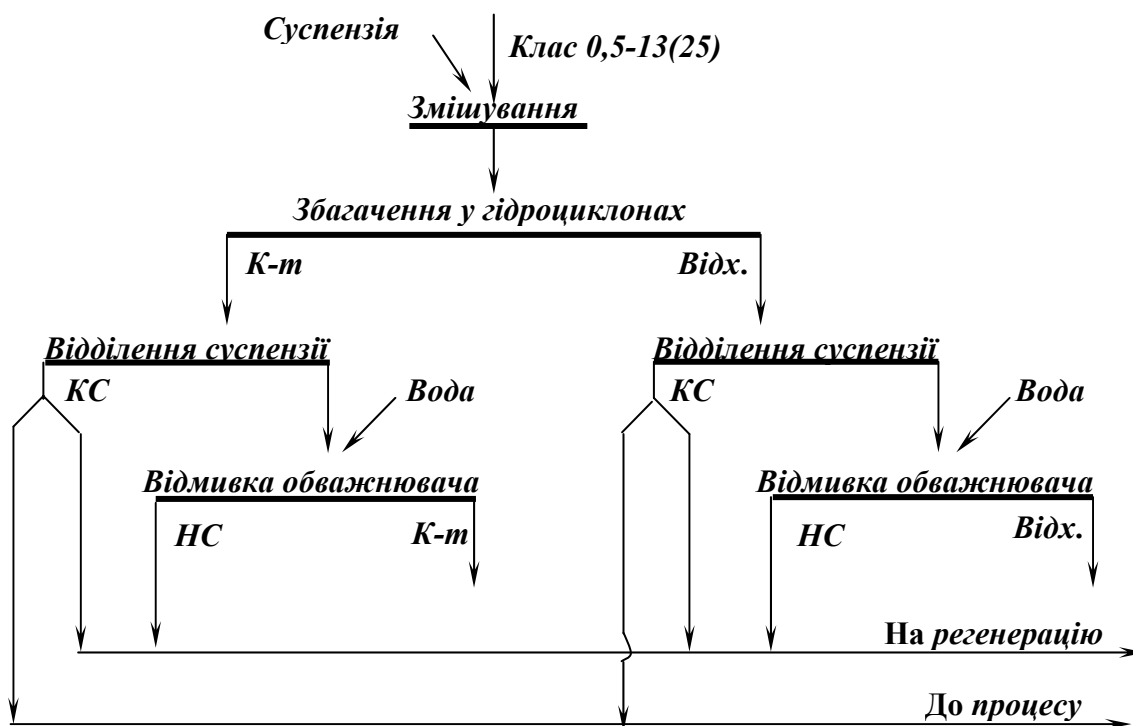 Суспензія
Клас 0,5-13(25)
Змішування
Збагачення у гідроциклонах
К-т
Відх.
Відділення суспензії
Відділення суспензії
КС
Вода
КС
Вода
Відмивка обважнювача
Відмивка обважнювача
НС
К-т
НС
Відх.
На регенерацію
До процесу